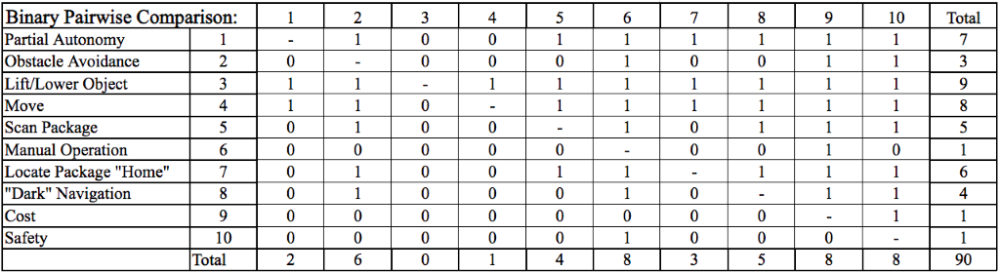 Binary Pairwise Comparison: 1 2 3 4 5 6 7 8 9 10 Total
Partial Autonomy 1 - 1 0 0 1 1 1 1 1 1 7
Obstacle Avoidance 2 0 - 0 0 0 1 0 0 1 1 3
Lift/Lower Object 3 1 1 - 1 1 1 1 1 1 1 9
Move 4 1 1 0 - 1 1 1 1 1 1 8
Scan Package 5 0 1 0 0 - 1 0 1 1 1 5
Manual Operation 6 0 0 0 0 0 - 0 0 1 0 1
Locate Package "Home" 7 0 1 0 0 1 1 - 1 1 1 6
"Dark" Navigation 8 0 1 0 0 0 1 0 - 1 1 4
Cost 9 0 0 0 0 0 0 0 0 - 1 1
Safety 10 0 0 0 0 0 1 0 0 0 - 1
Total 2 6 0 1 4 8 3 5 8 8 90